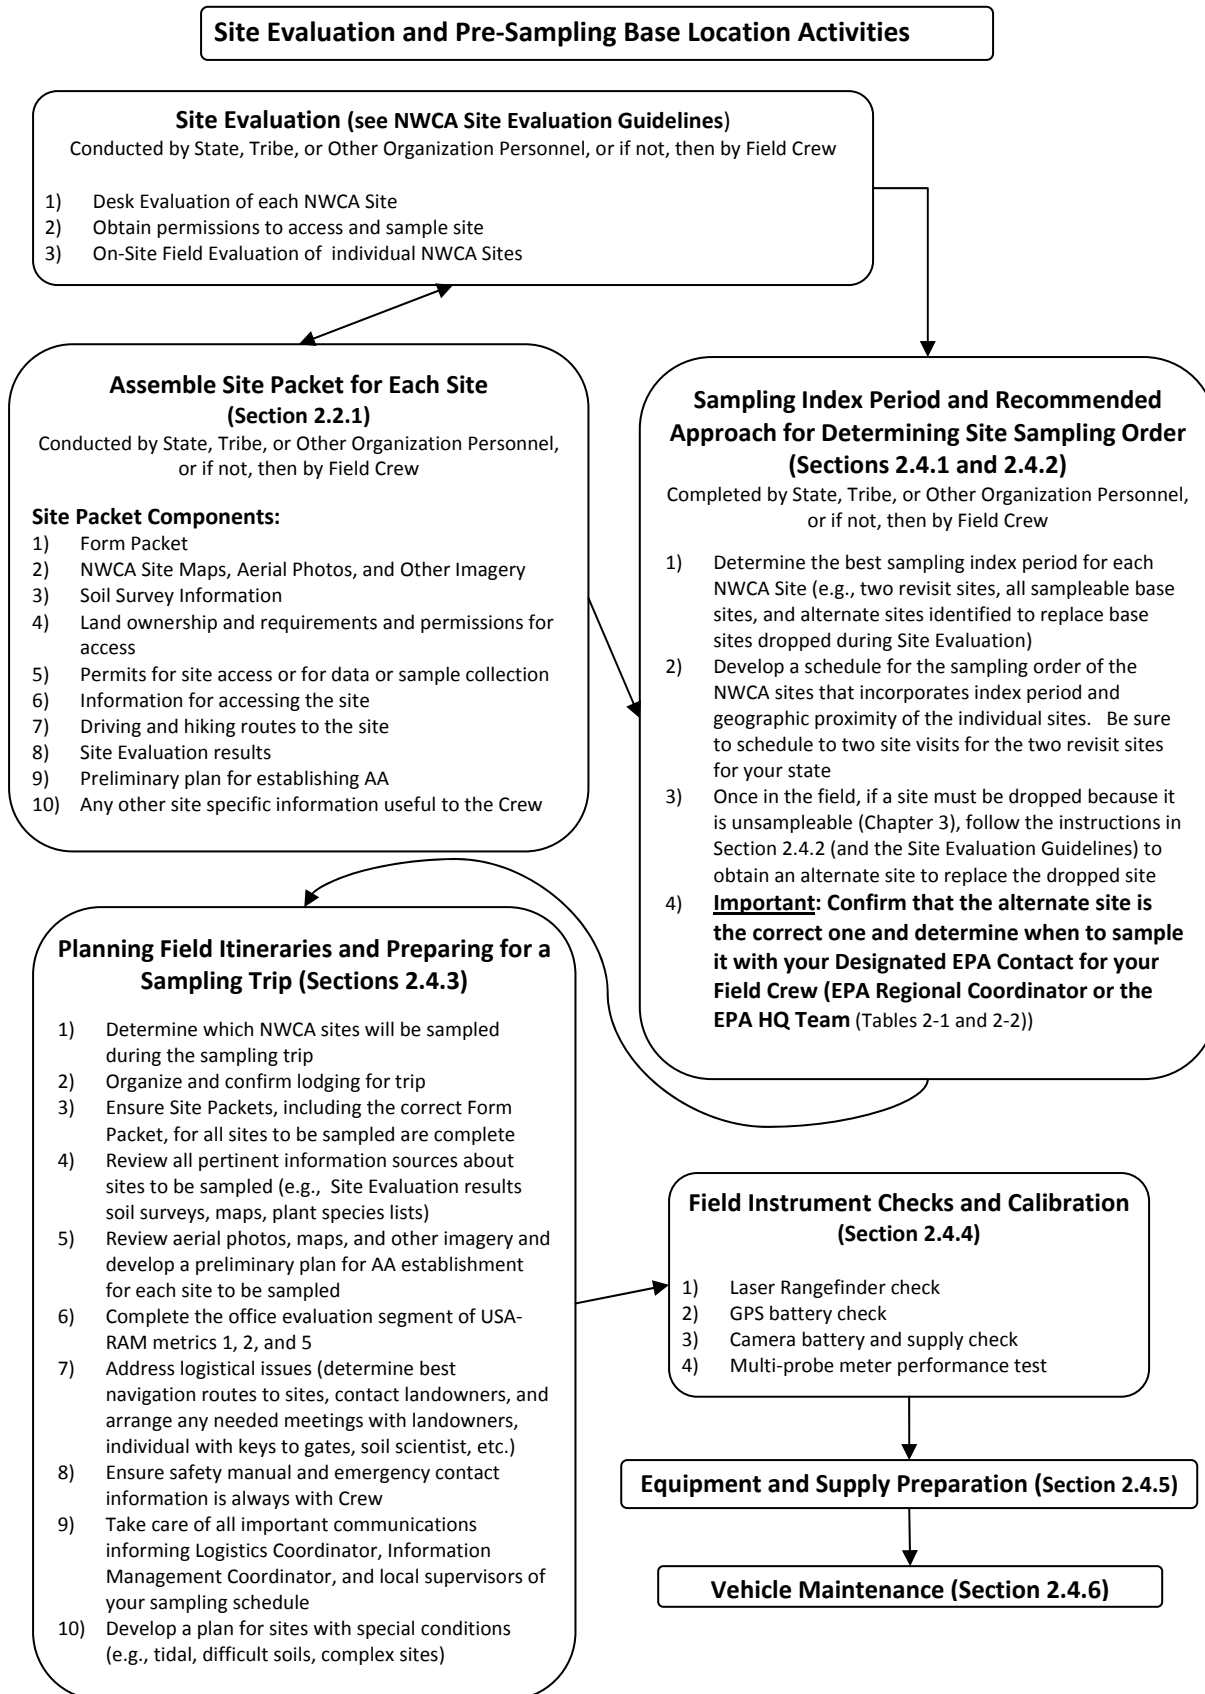 Site Evaluation and Pre-Sampling Base Location Activities
Site Evaluation (see NWCA Site Evaluation Guidelines)
Conducted by State, Tribe, or Other Organization Personnel, or if not, then by Field Crew
1) Desk Evaluation of each NWCA Site
2) Obtain permissions to access and sample site
3) On-Site Field Evaluation of individual NWCA Sites
Assemble Site Packet for Each Site
(Section 2.2.1)
Conducted by State, Tribe, or Other Organization Personnel,
or if not, then by Field Crew
Site Packet Components:
1) Form Packet
2) NWCA Site Maps, Aerial Photos, and Other Imagery
3) Soil Survey Information
4) Land ownership and requirements and permissions for
access
5) Permits for site access or for data or sample collection
6) Information for accessing the site
7) Driving and hiking routes to the site
8) Site Evaluation results
9) Preliminary plan for establishing AA
10) Any other site specific information useful to the Crew
Sampling Index Period and Recommended
Approach for Determining Site Sampling Order
(Sections 2.4.1 and 2.4.2)
Completed by State, Tribe, or Other Organization Personnel,
or if not, then by Field Crew
1) Determine the best sampling index period for each
NWCA Site (e.g., two revisit sites, all sampleable base
sites, and alternate sites identified to replace base
sites dropped during Site Evaluation)
2) Develop a schedule for the sampling order of the
NWCA sites that incorporates index period and
geographic proximity of the individual sites. Be sure
to schedule to two site visits for the two revisit sites
for your state
3) Once in the field, if a site must be dropped because it
is unsampleable (Chapter 3), follow the instructions in
Section 2.4.2 (and the Site Evaluation Guidelines) to
obtain an alternate site to replace the dropped site
4) Important: Confirm that the alternate site is
the correct one and determine when to sample
it with your Designated EPA Contact for your
Field Crew (EPA Regional Coordinator or the
EPA HQ Team (Tables 2-1 and 2-2))
Planning Field Itineraries and Preparing for a
Sampling Trip (Sections 2.4.3)
1) Determine which NWCA sites will be sampled
during the sampling trip
2) Organize and confirm lodging for trip
3) Ensure Site Packets, including the correct Form
Packet, for all sites to be sampled are complete
4) Review all pertinent information sources about
sites to be sampled (e.g., Site Evaluation results
soil surveys, maps, plant species lists)
5) Review aerial photos, maps, and other imagery and
develop a preliminary plan for AA establishment
for each site to be sampled
6) Complete the office evaluation segment of USA-
RAM metrics 1, 2, and 5
7) Address logistical issues (determine best
navigation routes to sites, contact landowners, and
arrange any needed meetings with landowners,
individual with keys to gates, soil scientist, etc.)
8) Ensure safety manual and emergency contact
information is always with Crew
9) Take care of all important communications
informing Logistics Coordinator, Information
Management Coordinator, and local supervisors of
your sampling schedule
10) Develop a plan for sites with special conditions
(e.g., tidal, difficult soils, complex sites)
Field Instrument Checks and Calibration
(Section 2.4.4)
1) Laser Rangefinder check
2) GPS battery check
3) Camera battery and supply check
4) Multi-probe meter performance test
Equipment and Supply Preparation (Section 2.4.5)
Vehicle Maintenance (Section 2.4.6)